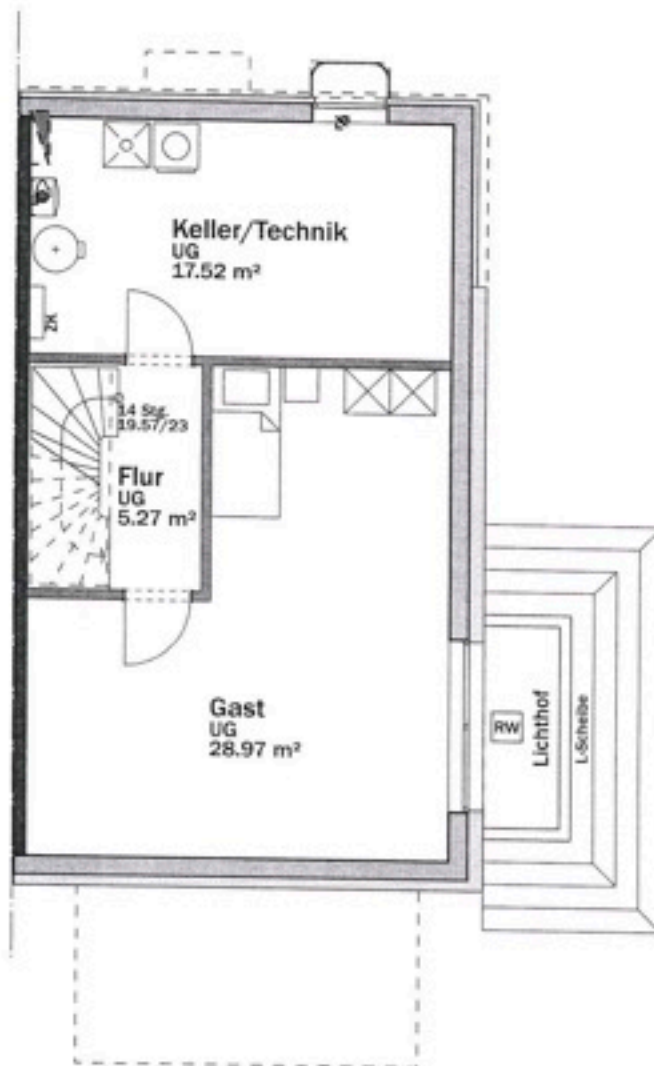 Keller/Technik
UG
17.52 m²
ZK
14 Stg.
19.57/23
Flur
UG
5.27 m²
Gast
UG
28.97 m²
RW
Lichthof
L-Scheibe